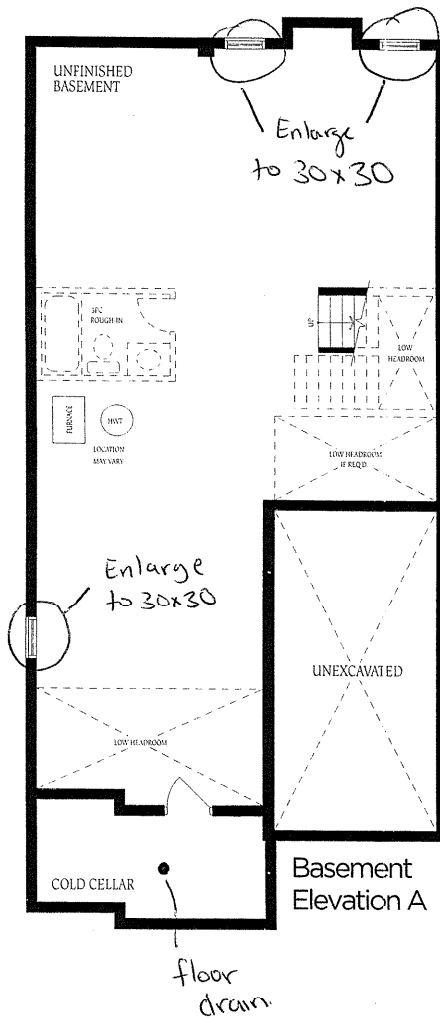 UNFINISHED
BASEMENT
Enlarge
to 30x30
3PC
ROUGH-IN
UP
LOW
HEADROOM
FURNACE
HWT
LOCATION
MAY VARY
LOW HEADROOM
IF REQ'D.
Enlarge
to 30x30
UNEXCAVATED
LOW HEADROOM
COLD CELLAR
Basement
Elevation A
floor
drain.